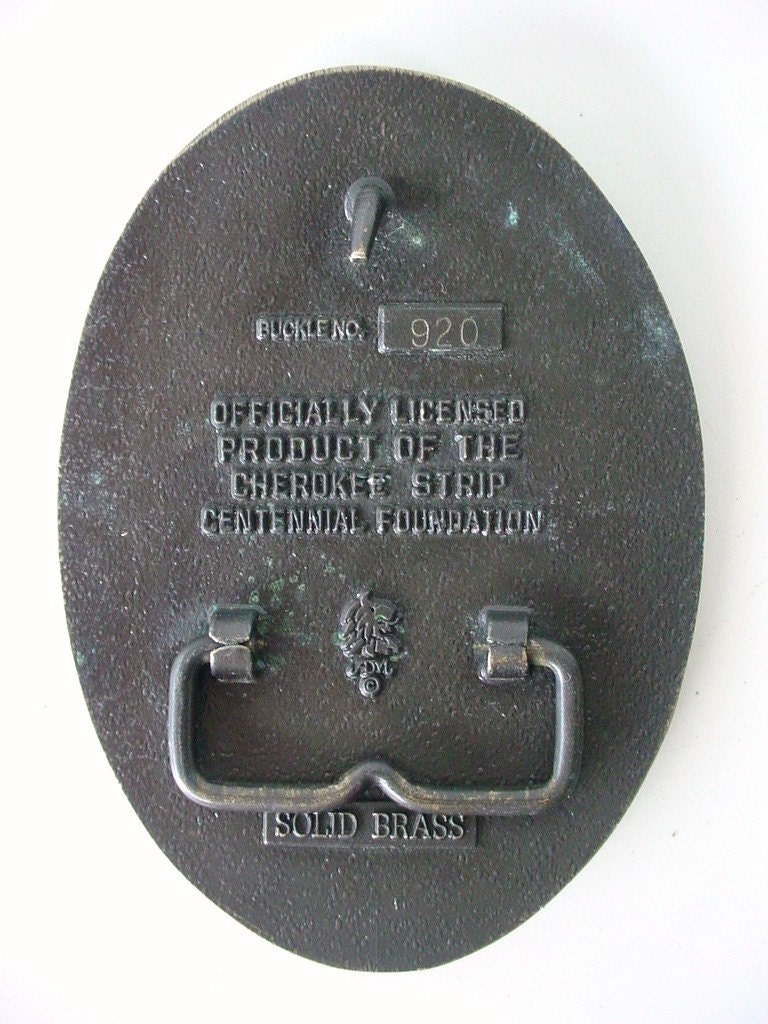 BUCKLE NO. 920
OFFICIALLY LICENSED
PRODUCT OF THE
CHEROKEE STRIP
CENTENNIAL FOUNDATION
©
SOLID BRASS